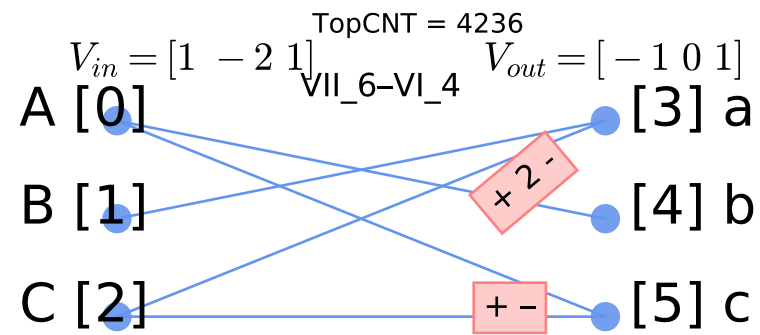 TopCNT = 4236
V_in = [1 −2 1]
V_out = [−1 0 1]
VII_6–VI_4
A [0]
[3] a
+ 2 -
B [1]
[4] b
C [2]
+ –
[5] c